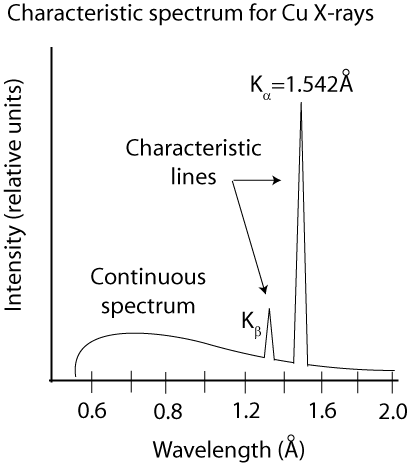 Characteristic spectrum for Cu X-rays
Intensity (relative units)
Kα=1.542Å
Characteristic
lines
Continuous
spectrum
Kβ
0.6 0.8 1.2 1.6 2.0
Wavelength (Å)